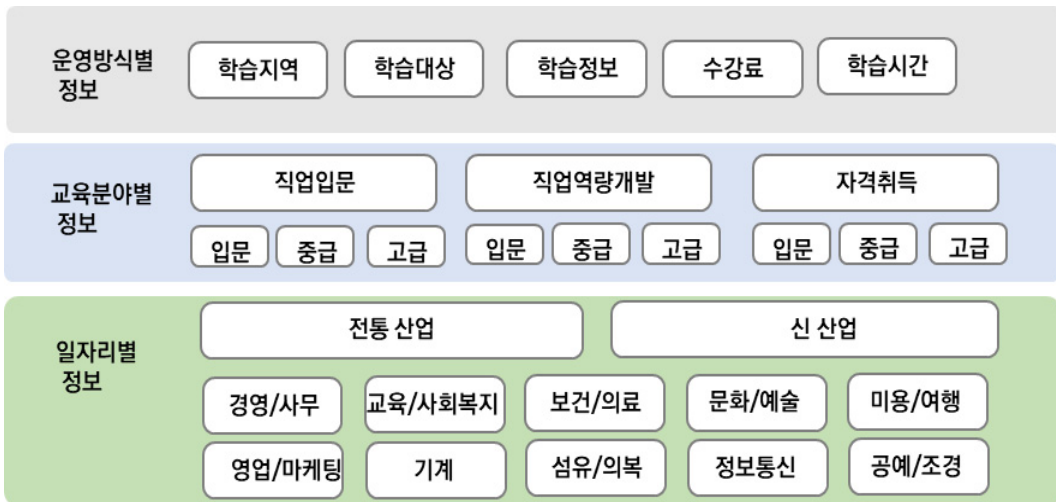 운영방식별
정보
학습지역 학습대상 학습정보 수강료 학습시간
교육분야별
정보
직업입문 직업역량개발 자격취득
입문 중급 고급 입문 중급 고급 입문 중급 고급
일자리별
정보
전통 산업 신 산업
경영/사무 교육/사회복지 보건/의료 문화/예술 미용/여행
영업/마케팅 기계 섬유/의복 정보통신 공예/조경